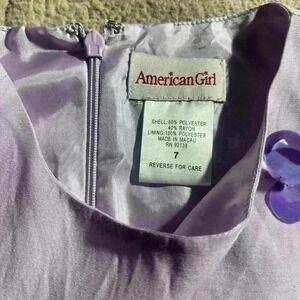 American Girl
SHELL: 60% POLYESTER
40% RAYON
LINING: 100% POLYESTER
MADE IN MACAU
RN 93139
7
REVERSE FOR CARE